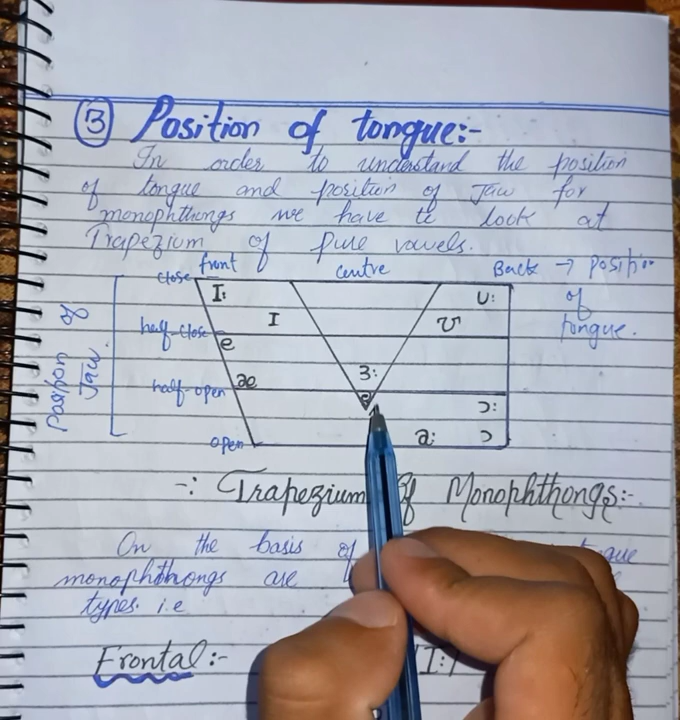 3 Position of tongue:-
In order to understand the position
of tongue and position of Jaw for
monophthongs we have to look at
Trapezium of pure vowels.
front centre Back → position
of
tongue.
Position of
Jaw
close
I: U:
I ʊ
half-close
e
3:
half-open æ
ə
ɔ:
open a: ɔ
-: Trapezium of Monophthongs:-
On the basis of
monophthongs are
types. i.e
Frontal:- /I:/